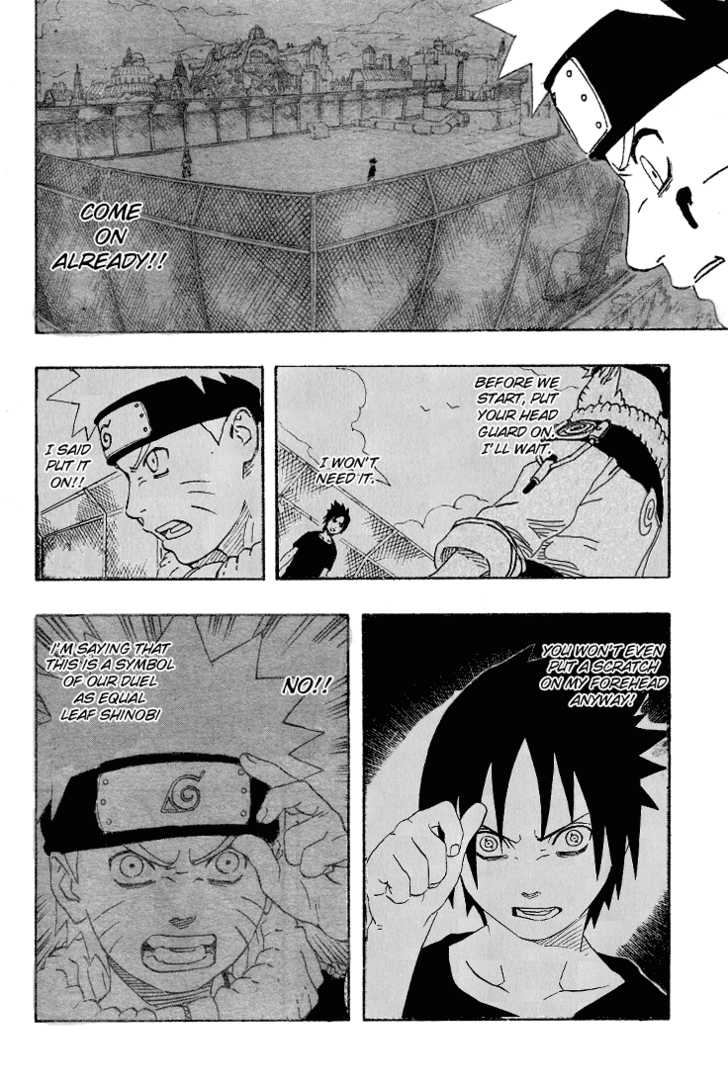 COME
ON
ALREADY!!
BEFORE WE
START, PUT
YOUR HEAD
GUARD ON.
I'LL WAIT.
I WON'T
NEED IT.
I SAID
PUT IT
ON!!
YOU WON'T EVEN
PUT A SCRATCH
ON MY FOREHEAD
ANYWAY!
NO!!
I'M SAYING THAT
THIS IS A SYMBOL
OF OUR DUEL
AS EQUAL
LEAF SHINOBI